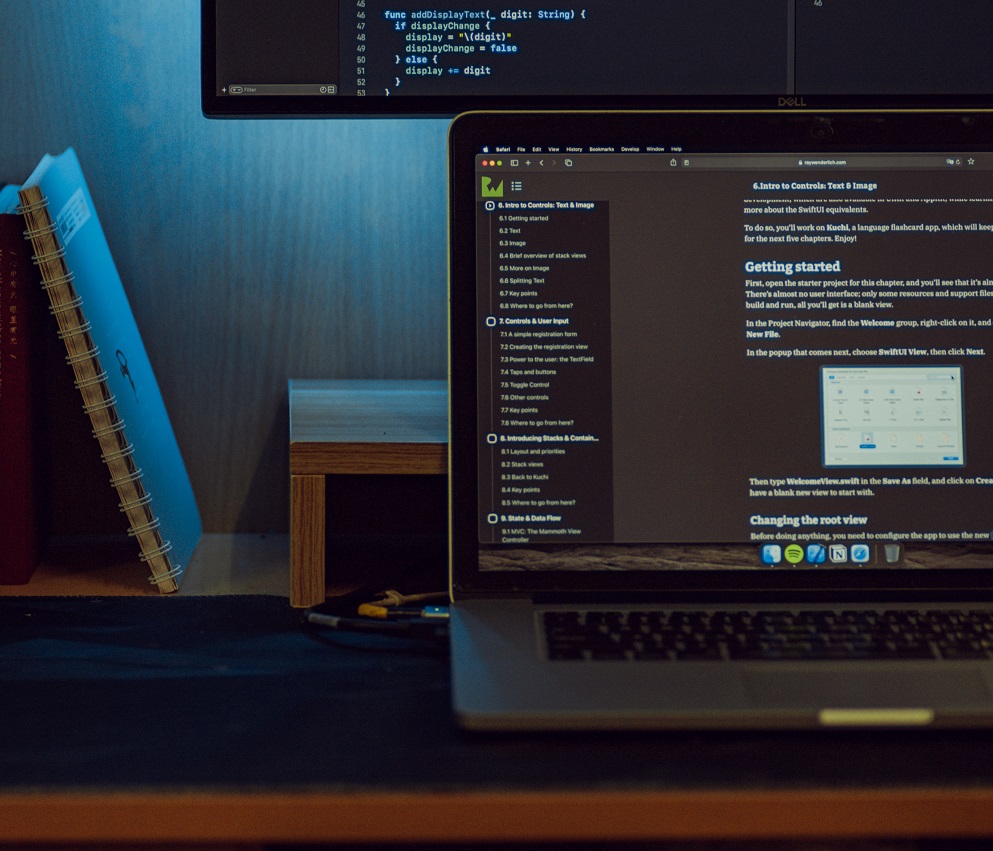 45
46 func addDisplayText(_ digit: String) {
47 if displayChange {
48 display = "\(digit)"
49 displayChange = false
50 } else {
51 display += digit
52 }
53 }
46
+ Filter
DELL
Safari File Edit View History Bookmarks Develop Window Help
raywenderlich.com
6.Intro to Controls: Text & Image
6. Intro to Controls: Text & Image
6.1 Getting started
6.2 Text
6.3 Image
6.4 Brief overview of stack views
6.5 More on Image
6.6 Splitting Text
6.7 Key points
6.8 Where to go from here?
7. Controls & User Input
7.1 A simple registration form
7.2 Creating the registration view
7.3 Power to the user: the TextField
7.4 Taps and buttons
7.5 Toggle Control
7.6 Other controls
7.7 Key points
7.8 Where to go from here?
8. Introducing Stacks & Contain...
8.1 Layout and priorities
8.2 Stack views
8.3 Back to Kuchi
8.4 Key points
8.5 Where to go from here?
9. State & Data Flow
9.1 MVC: The Mammoth View
Controller
more about the SwiftUI equivalents.
To do so, you'll work on Kuchi, a language flashcard app, which will keep
for the next five chapters. Enjoy!
Getting started
First, open the starter project for this chapter, and you'll see that it's
There's almost no user interface; only some resources and support files
build and run, all you'll get is a blank view.
In the Project Navigator, find the Welcome group, right-click on it, and
New File.
In the popup that comes next, choose SwiftUI View, then click Next.
Then type WelcomeView.swift in the Save As field, and click on
have a blank new view to start with.
Changing the root view
Before doing anything, you need to configure the app to use the new